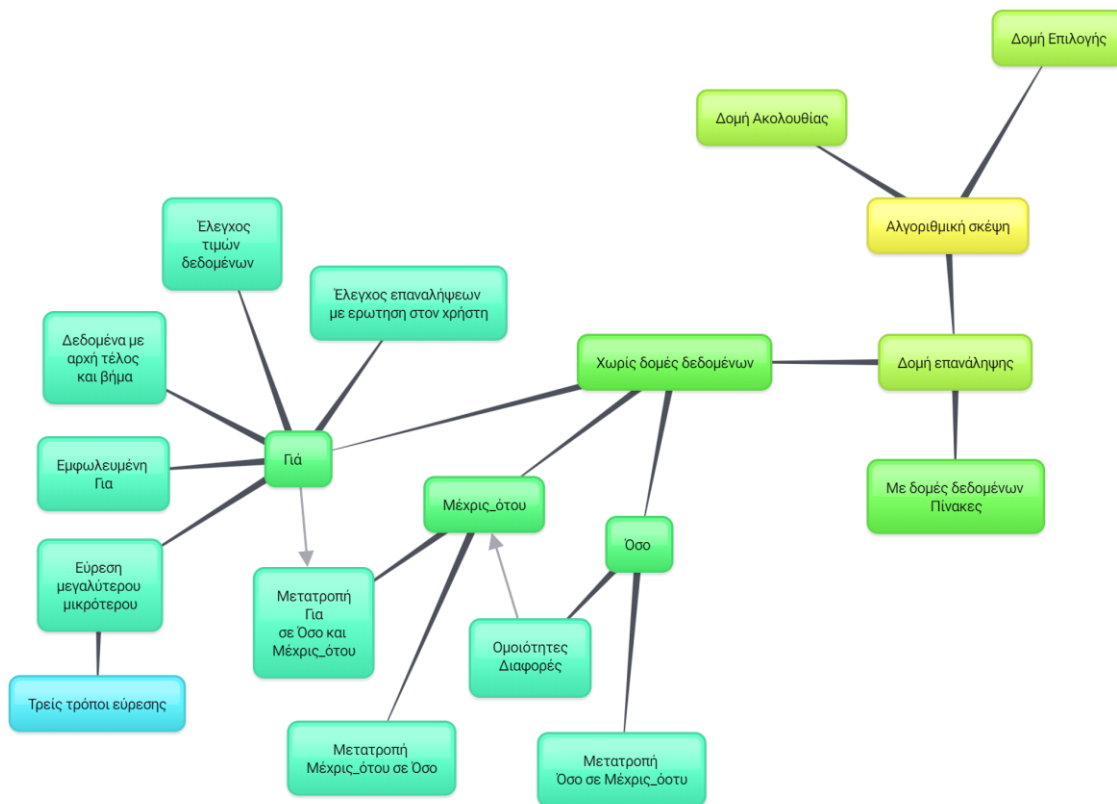 Δομή Επιλογής
Δομή Ακολουθίας
Αλγοριθμική σκέψη
Έλεγχος
τιμών
δεδομένων
Έλεγχος επαναλήψεων
με ερωτηση στον χρήστη
Δεδομένα με
αρχή τέλος
και βήμα
Χωρίς δομές δεδομένων
Δομή επανάληψης
Γιά
Εμφωλευμένη
Για
Μέχρις_ότου
Με δομές δεδομένων
Πίνακες
Όσο
Εύρεση
μεγαλύτερου
μικρότερου
Μετατροπή
Για
σε Όσο και
Μέχρις_ότου
Ομοιότητες
Διαφορές
Τρείς τρόποι εύρεσης
Μετατροπή
Μέχρις_ότου σε Όσο
Μετατροπή
Όσο σε Μέχρις_όοτυ